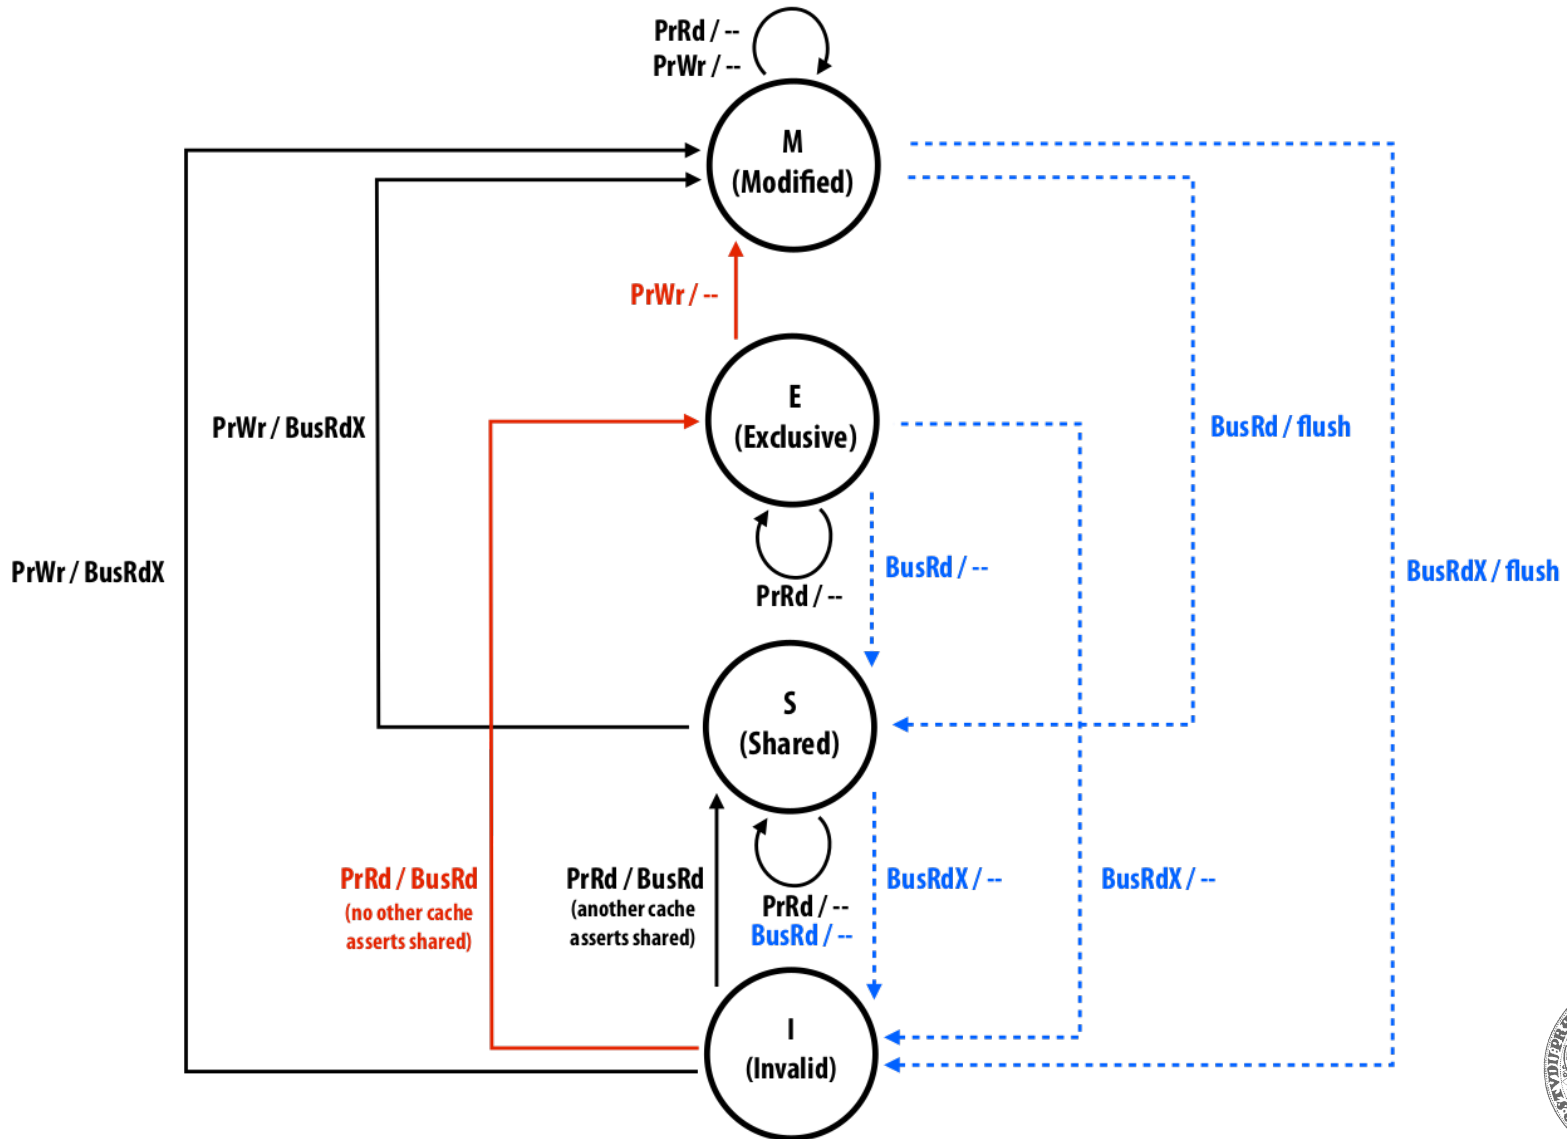 PrRd / --
PrWr / --
M
(Modified)
PrWr / --
E
(Exclusive)
PrWr / BusRdX
BusRd / flush
PrWr / BusRdX
BusRd / --
BusRdX / flush
PrRd / --
S
(Shared)
PrRd / BusRd
(no other cache
asserts shared)
PrRd / BusRd
(another cache
asserts shared)
PrRd / --
BusRd / --
BusRdX / --
BusRdX / --
I
(Invalid)